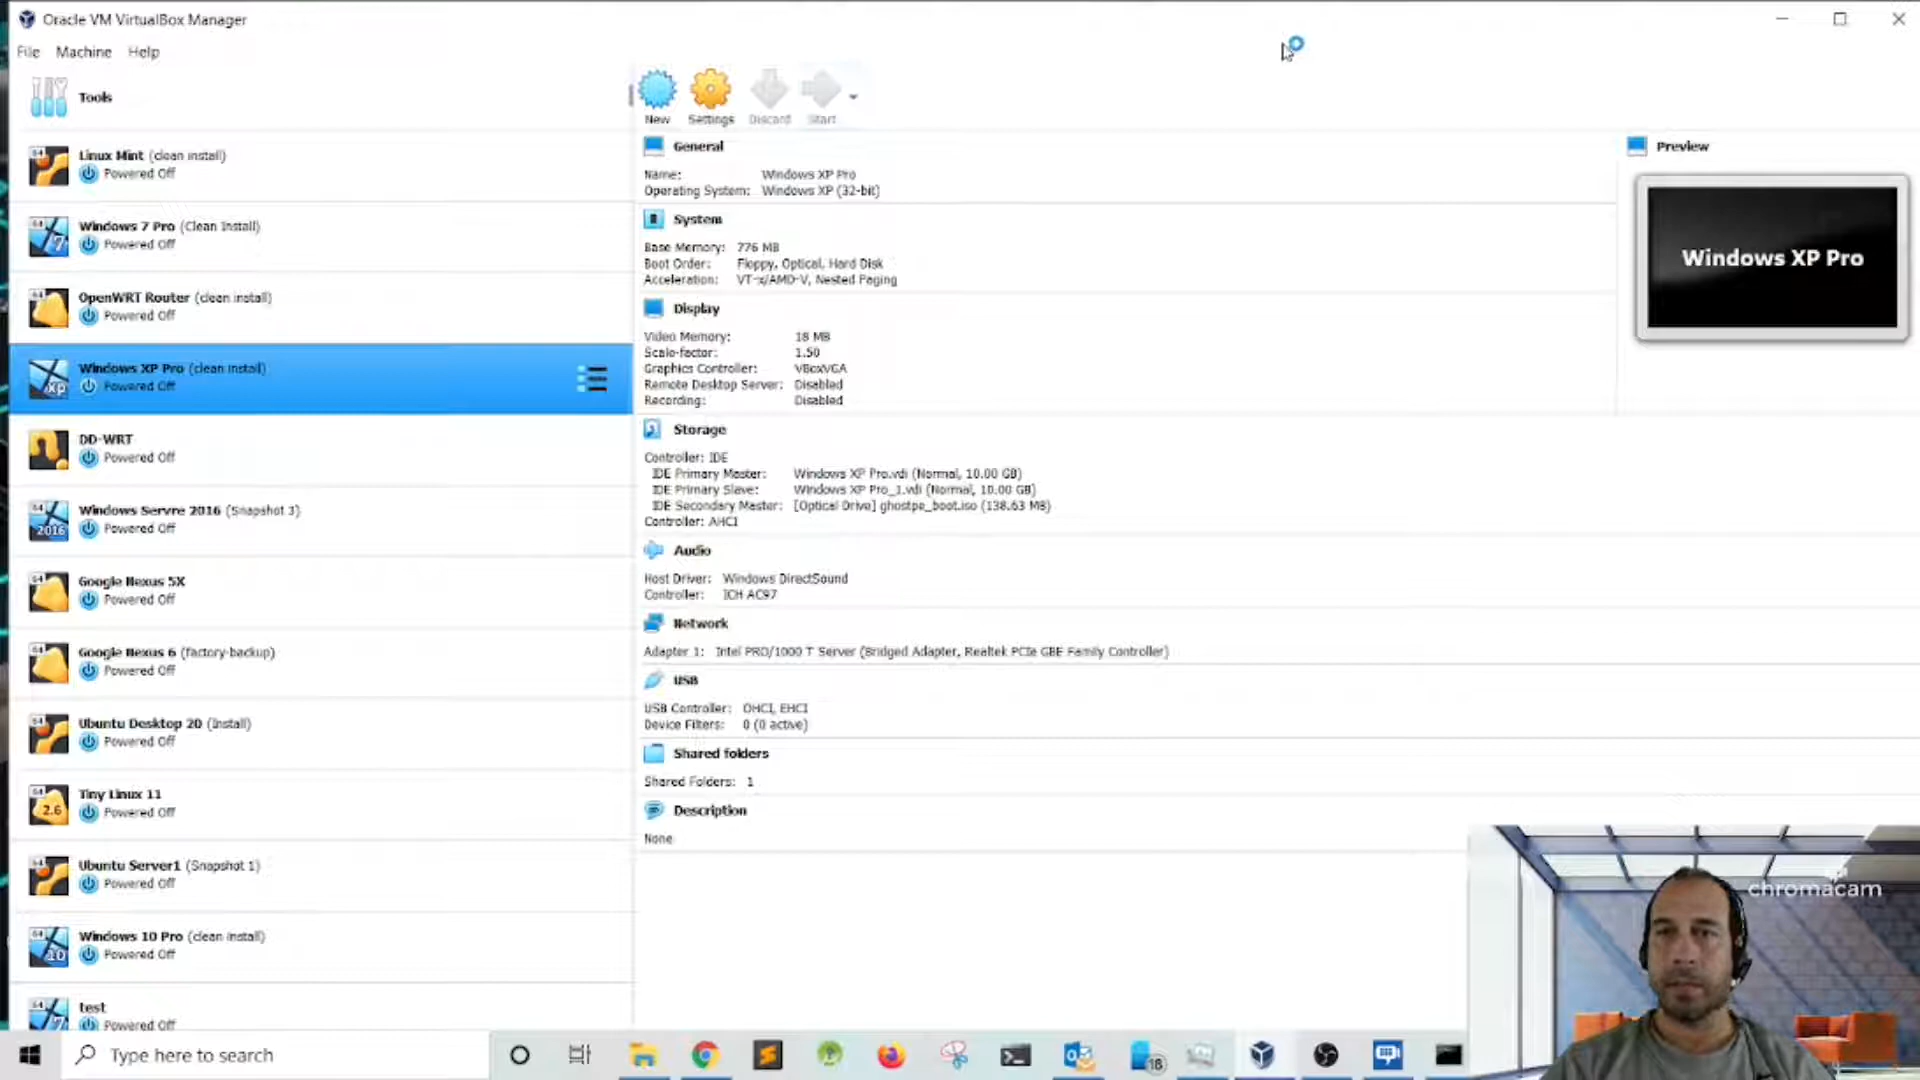 Oracle VM VirtualBox Manager
File Machine Help
Tools
New Settings Discard Start
Linux Mint (clean install)
Powered Off
Windows 7 Pro (Clean Install)
Powered Off
OpenWRT Router (clean install)
Powered Off
Windows XP Pro (clean install)
Powered Off
DD-WRT
Powered Off
Windows Servre 2016 (Snapshot 3)
Powered Off
Google Nexus 5X
Powered Off
Google Nexus 6 (factory-backup)
Powered Off
Ubuntu Desktop 20 (Install)
Powered Off
Tiny Linux 11
Powered Off
Ubuntu Server1 (Snapshot 1)
Powered Off
Windows 10 Pro (clean install)
Powered Off
test
Powered Off
General
Name: Windows XP Pro
Operating System: Windows XP (32-bit)
System
Base Memory: 776 MB
Boot Order: Floppy, Optical, Hard Disk
Acceleration: VT-x/AMD-V, Nested Paging
Display
Video Memory: 18 MB
Scale-factor: 1.50
Graphics Controller: VBoxVGA
Remote Desktop Server: Disabled
Recording: Disabled
Storage
Controller: IDE
IDE Primary Master: Windows XP Pro.vdi (Normal, 10.00 GB)
IDE Primary Slave: Windows XP Pro_1.vdi (Normal, 10.00 GB)
IDE Secondary Master: [Optical Drive] ghostpe_boot.iso (138.63 MB)
Controller: AHCI
Audio
Host Driver: Windows DirectSound
Controller: ICH AC97
Network
Adapter 1: Intel PRO/1000 T Server (Bridged Adapter, Realtek PCIe GBE Family Controller)
USB
USB Controller: OHCI, EHCI
Device Filters: 0 (0 active)
Shared folders
Shared Folders: 1
Description
None
Preview
Windows XP Pro
chromacam
Type here to search
18